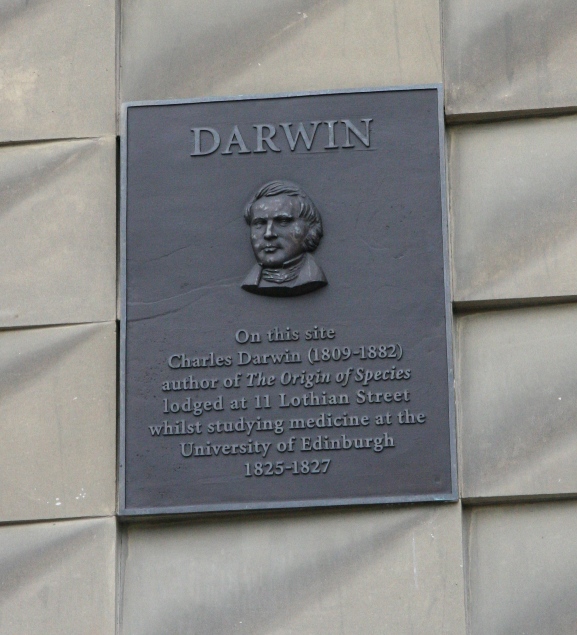 DARWIN
On this site
Charles Darwin (1809-1882)
author of The Origin of Species
lodged at 11 Lothian Street
whilst studying medicine at the
University of Edinburgh
1825-1827